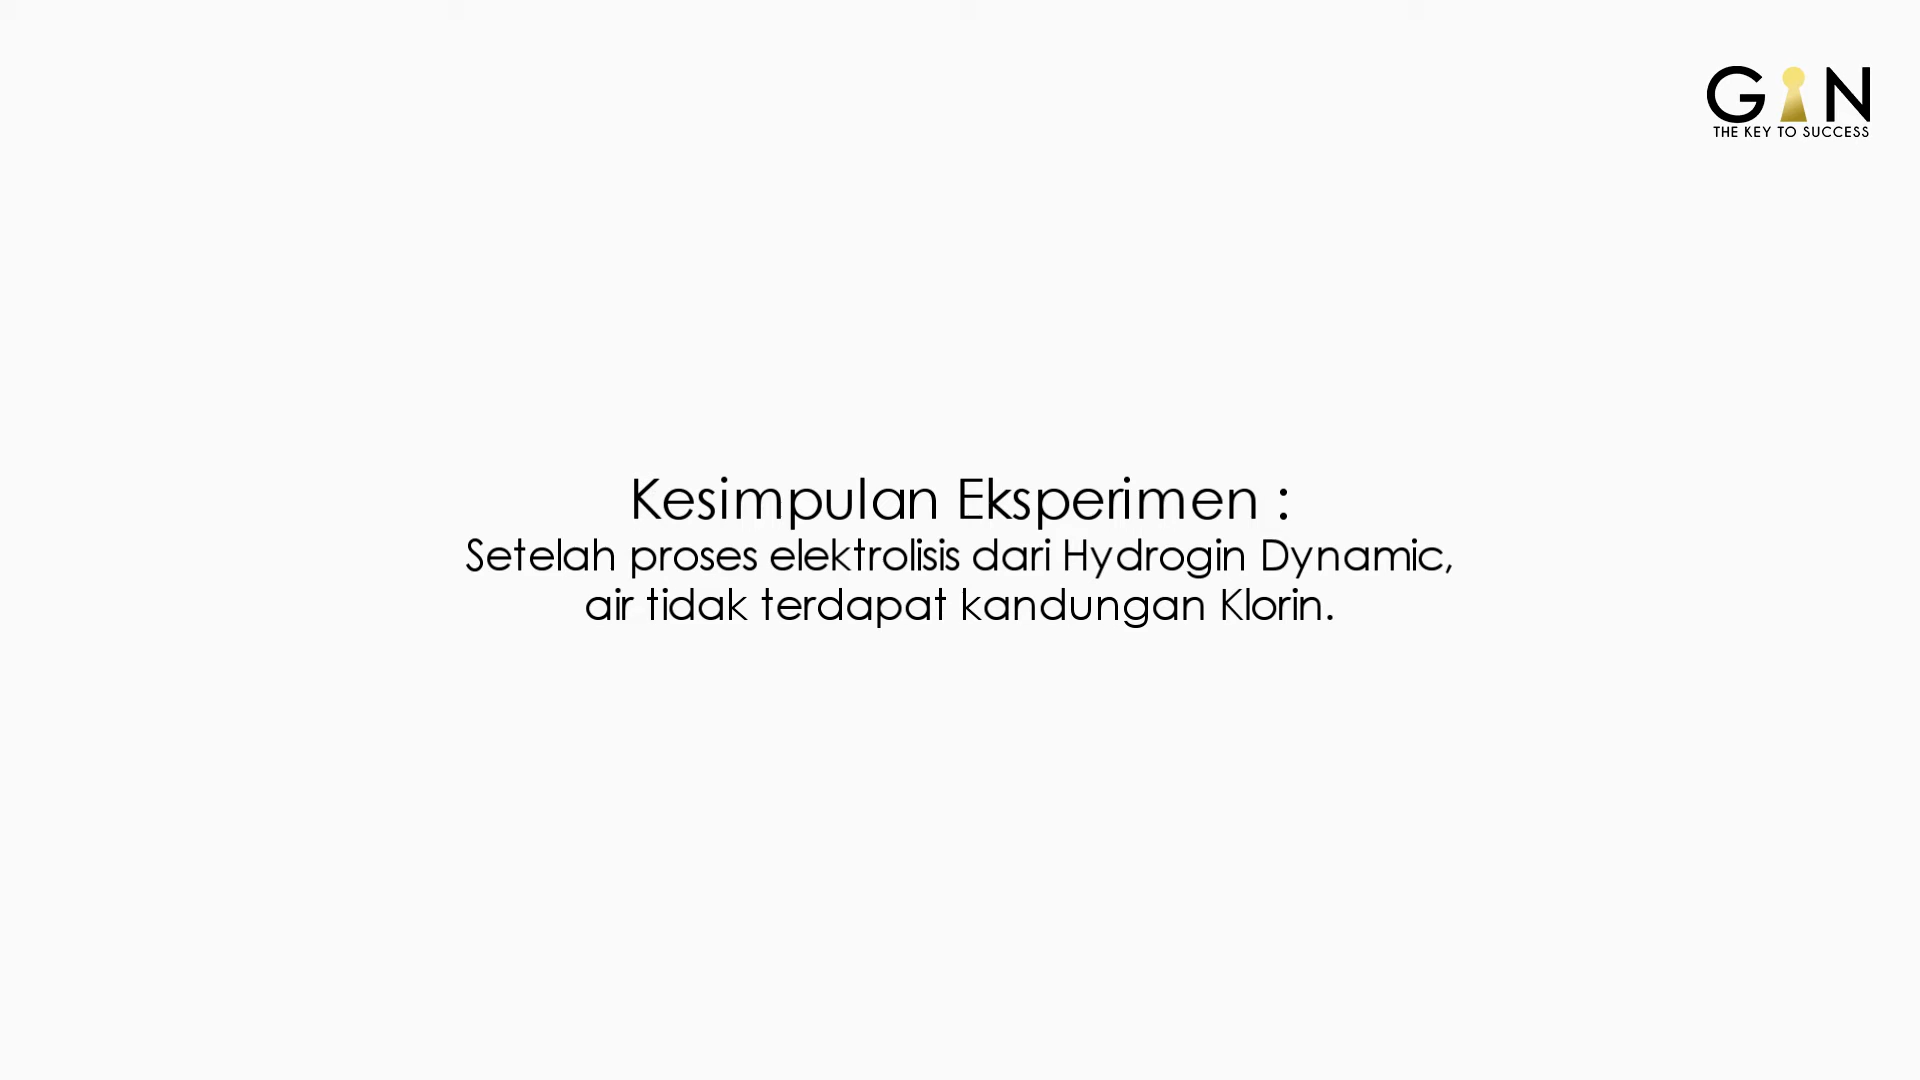 GIN
THE KEY TO SUCCESS
Kesimpulan Eksperimen :
Setelah proses elektrolisis dari Hydrogin Dynamic,
air tidak terdapat kandungan Klorin.